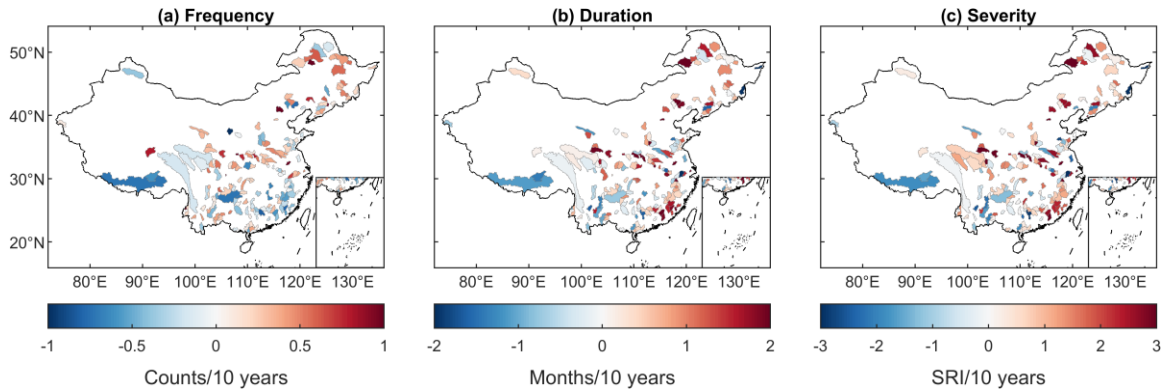 (a) Frequency
(b) Duration
(c) Severity
50°N
40°N
30°N
20°N
80°E 90°E 100°E 110°E 120°E 130°E
80°E 90°E 100°E 110°E 120°E 130°E
80°E 90°E 100°E 110°E 120°E 130°E
-1 -0.5 0 0.5 1
-2 -1 0 1 2
-3 -2 -1 0 1 2 3
Counts/10 years
Months/10 years
SRI/10 years